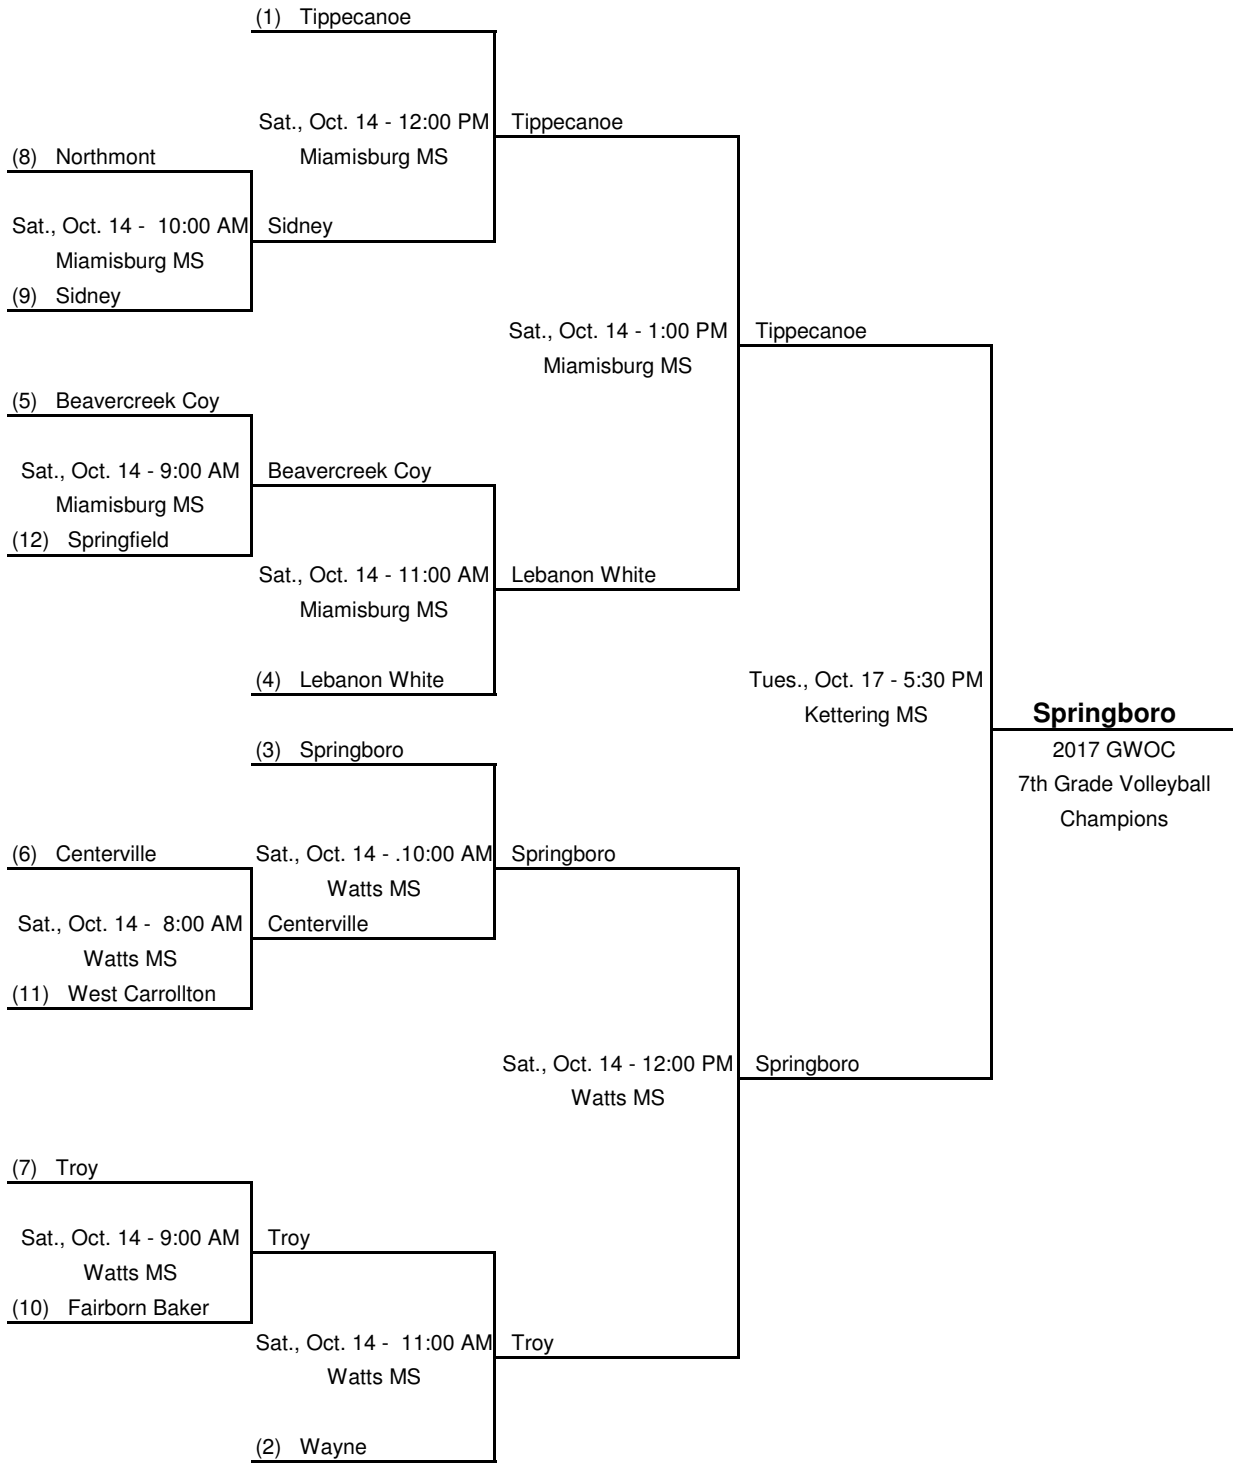 (1) Tippecanoe
Sat., Oct. 14 - 12:00 PM
Tippecanoe
(8) Northmont
Miamisburg MS
Sat., Oct. 14 - 10:00 AM
Sidney
Miamisburg MS
(9) Sidney
Sat., Oct. 14 - 1:00 PM
Tippecanoe
Miamisburg MS
(5) Beavercreek Coy
Sat., Oct. 14 - 9:00 AM
Beavercreek Coy
Miamisburg MS
(12) Springfield
Sat., Oct. 14 - 11:00 AM
Lebanon White
Miamisburg MS
(4) Lebanon White
Tues., Oct. 17 - 5:30 PM
Kettering MS
Springboro
2017 GWOC
7th Grade Volleyball
Champions
(3) Springboro
(6) Centerville
Sat., Oct. 14 - .10:00 AM
Springboro
Watts MS
Sat., Oct. 14 - 8:00 AM
Centerville
Watts MS
(11) West Carrollton
Sat., Oct. 14 - 12:00 PM
Springboro
Watts MS
(7) Troy
Sat., Oct. 14 - 9:00 AM
Troy
Watts MS
(10) Fairborn Baker
Sat., Oct. 14 - 11:00 AM
Troy
Watts MS
(2) Wayne